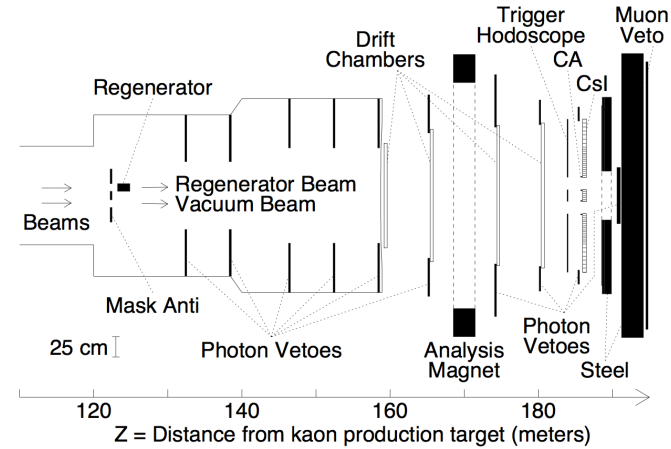 Drift
Chambers
Trigger
Hodoscope
Muon
Veto
CA
CsI
Regenerator
Regenerator Beam
Vacuum Beam
Beams
Mask Anti
25 cm
Photon Vetoes
Analysis
Magnet
Photon
Vetoes
Steel
120
140
160
180
Z = Distance from kaon production target (meters)